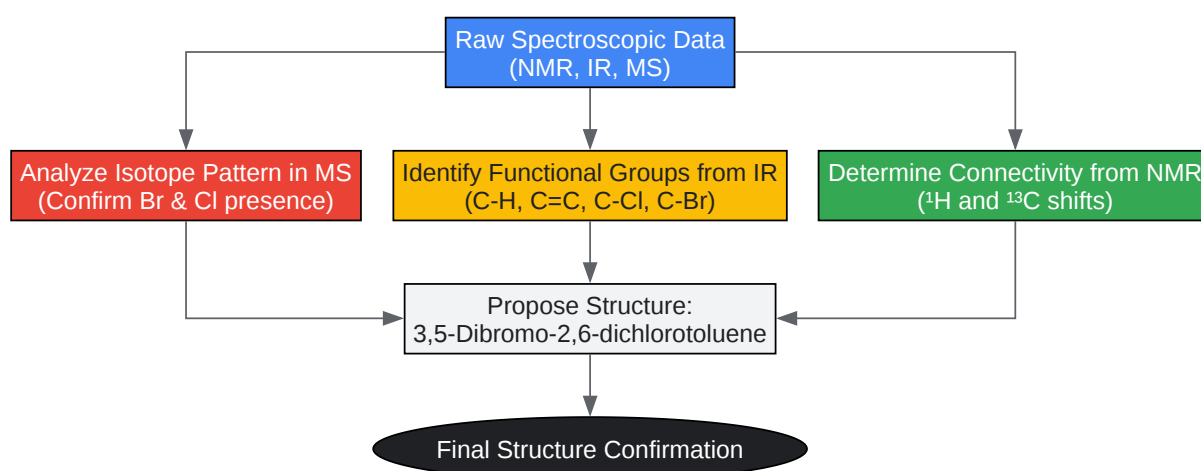 Raw Spectroscopic Data
(NMR, IR, MS)
Analyze Isotope Pattern in MS
(Confirm Br & Cl presence)
Identify Functional Groups from IR
(C-H, C=C, C-Cl, C-Br)
Determine Connectivity from NMR
(¹H and ¹³C shifts)
Propose Structure:
3,5-Dibromo-2,6-dichlorotoluene
Final Structure Confirmation